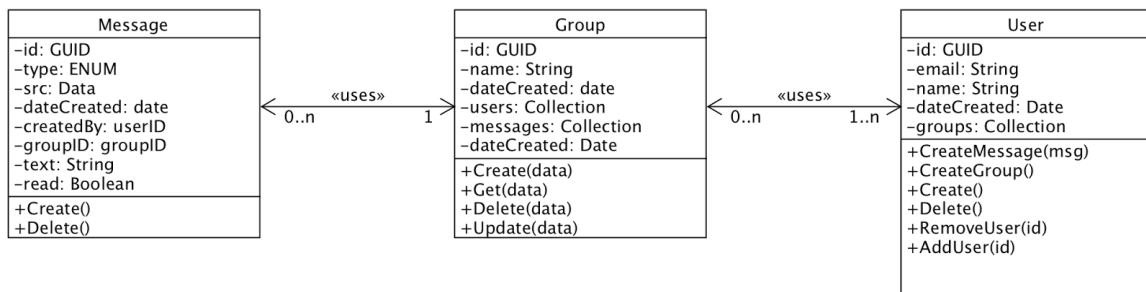 Message
-id: GUID
-type: ENUM
-src: Data
-dateCreated: date
-createdBy: userID
-groupID: groupID
-text: String
-read: Boolean
+Create()
+Delete()
«uses»
0..n
1
Group
-id: GUID
-name: String
-dateCreated: date
-users: Collection
-messages: Collection
-dateCreated: Date
+Create(data)
+Get(data)
+Delete(data)
+Update(data)
«uses»
0..n
1..n
User
-id: GUID
-email: String
-name: String
-dateCreated: Date
-groups: Collection
+CreateMessage(msg)
+CreateGroup()
+Create()
+Delete()
+RemoveUser(id)
+AddUser(id)